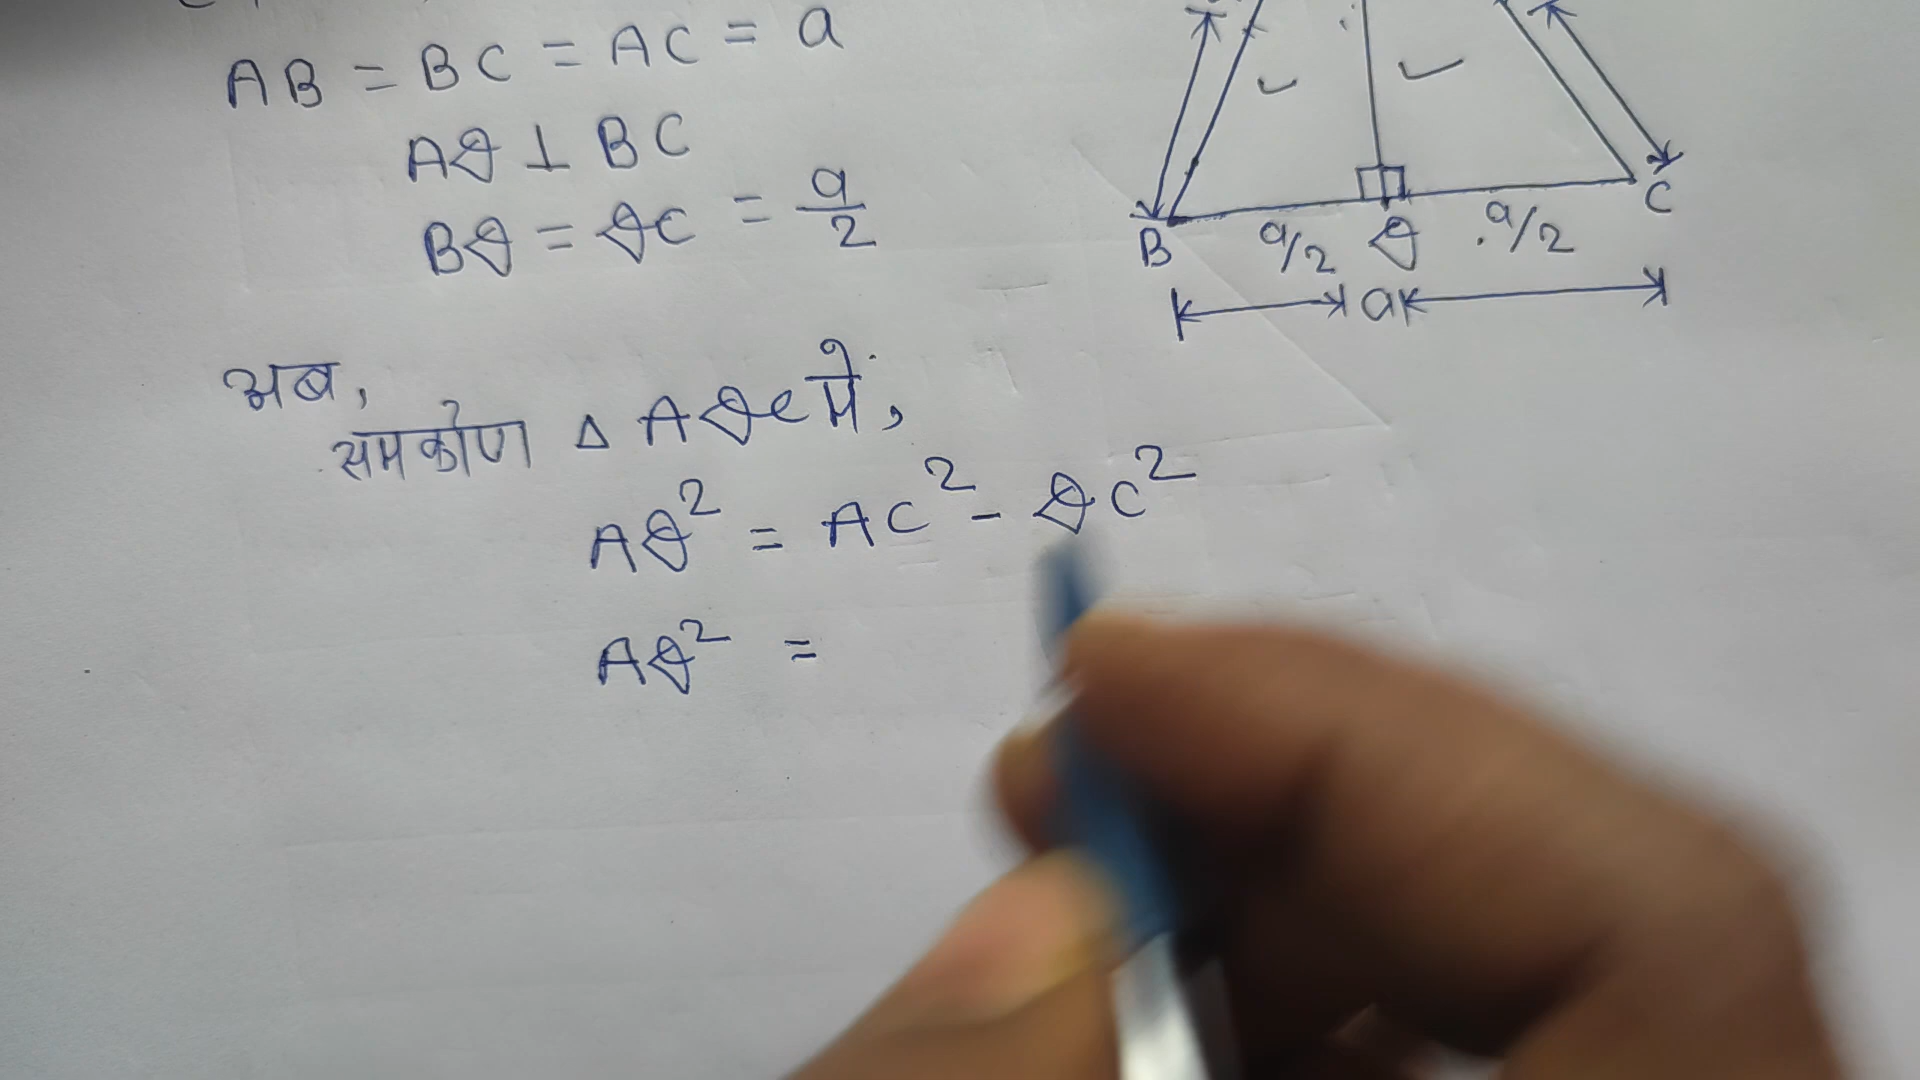 AB = BC = AC = a
AD ⊥ BC
BD = DC = a/2
B a/2 D a/2 C
a
अब,
समकोण △ ADC में,
AD² = AC² - DC²
AD² =